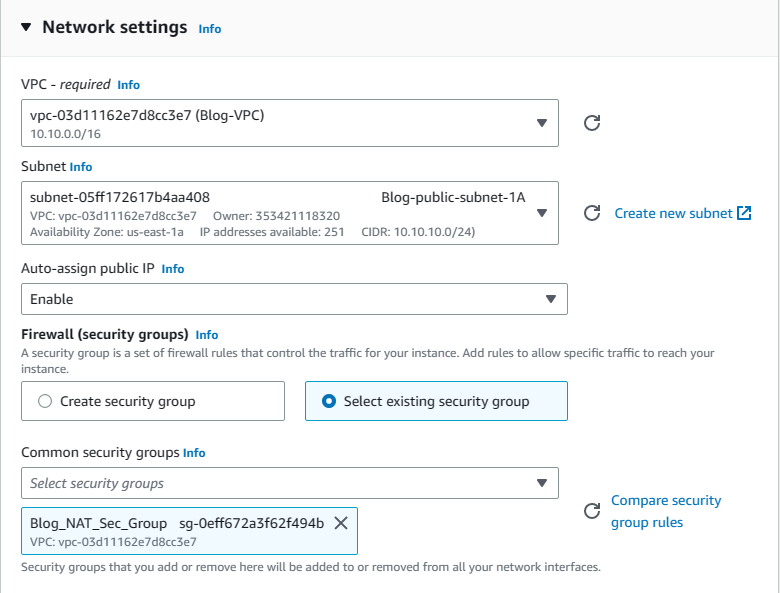 Network settings Info
VPC - required Info
vpc-03d11162e7d8cc3e7 (Blog-VPC)
10.10.0.0/16
Subnet Info
subnet-05ff172617b4aa408 Blog-public-subnet-1A
VPC: vpc-03d11162e7d8cc3e7 Owner: 353421118320
Availability Zone: us-east-1a IP addresses available: 251 CIDR: 10.10.10.0/24)
Create new subnet
Auto-assign public IP Info
Enable
Firewall (security groups) Info
A security group is a set of firewall rules that control the traffic for your instance. Add rules to allow specific traffic to reach your
instance.
Create security group
Select existing security group
Common security groups Info
Select security groups
Compare security
group rules
Blog_NAT_Sec_Group sg-0eff672a3f62f494b
VPC: vpc-03d11162e7d8cc3e7
Security groups that you add or remove here will be added to or removed from all your network interfaces.